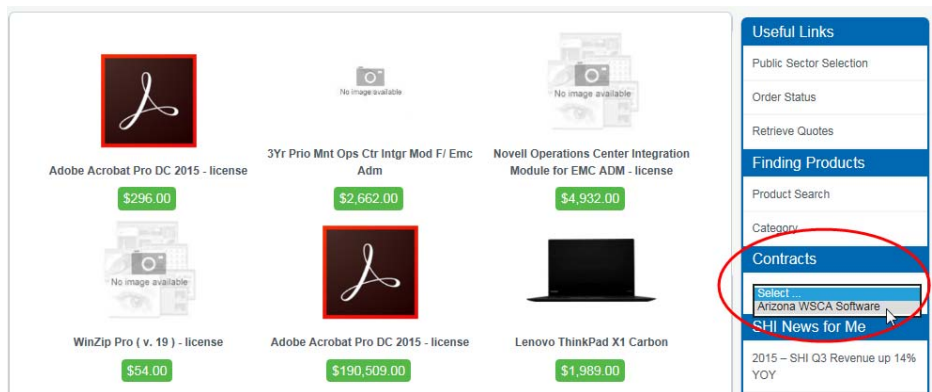 No image available
No image available
Adobe Acrobat Pro DC 2015 - license
3Yr Prio Mnt Ops Ctr Intgr Mod F/ Emc
Adm
Novell Operations Center Integration
Module for EMC ADM - license
$296.00
$2,662.00
$4,932.00
No image available
WinZip Pro ( v. 19 ) - license
Adobe Acrobat Pro DC 2015 - license
Lenovo ThinkPad X1 Carbon
$54.00
$190,509.00
$1,989.00
Useful Links
Public Sector Selection
Order Status
Retrieve Quotes
Finding Products
Product Search
Category
Contracts
Select ...
Arizona WSCA Software
SHI News for Me
2015 – SHI Q3 Revenue up 14%
YOY